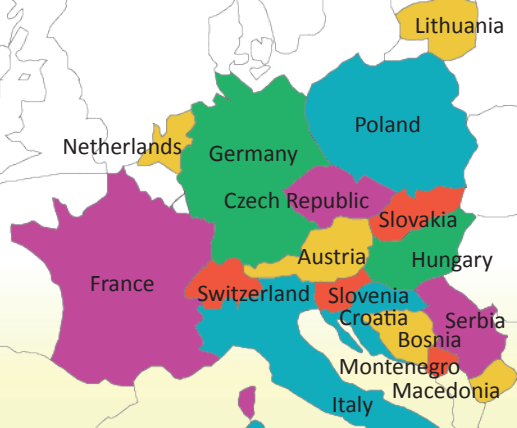 Lithuania
Poland
Netherlands
Germany
Czech Republic
Slovakia
Austria
Hungary
France
Switzerland
Slovenia
Croatia
Serbia
Bosnia
Montenegro
Macedonia
Italy